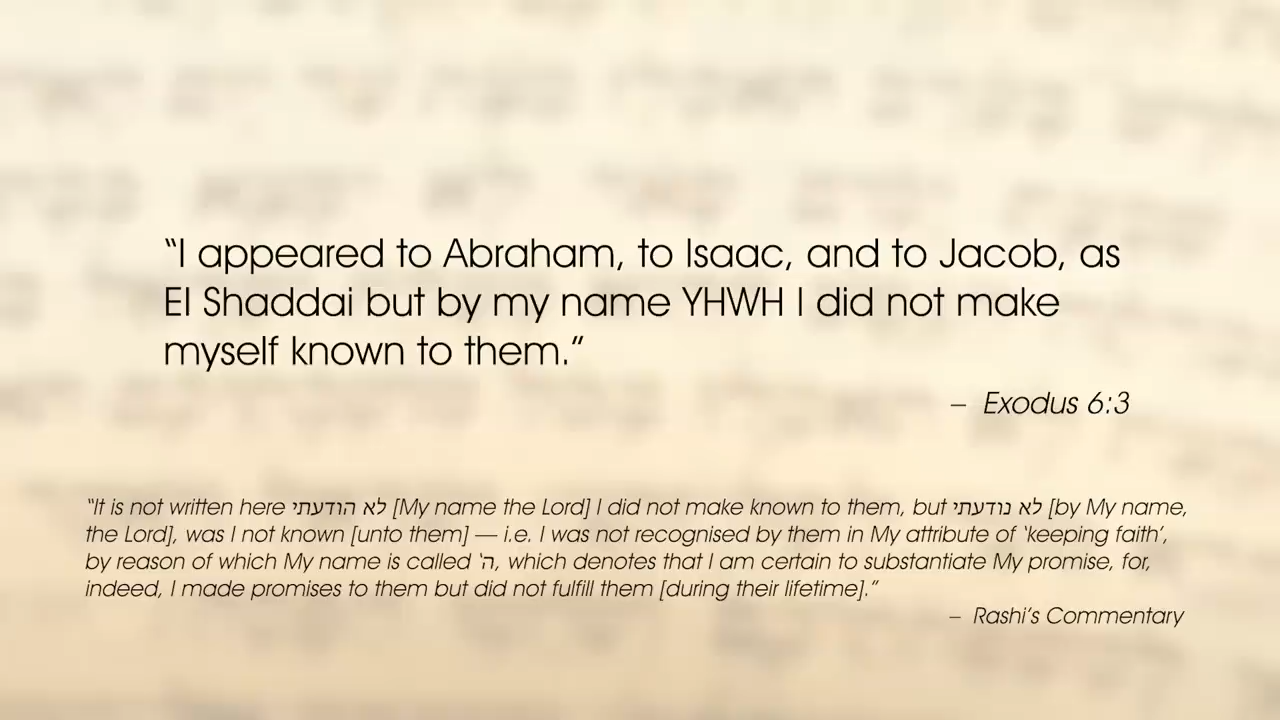 “I appeared to Abraham, to Isaac, and to Jacob, as
El Shaddai but by my name YHWH I did not make
myself known to them.”
– Exodus 6:3
“It is not written here לא הודעתי [My name the Lord] I did not make known to them, but לא נודעתי [by My name,
the Lord], was I not known [unto them] — i.e. I was not recognised by them in My attribute of ‘keeping faith’,
by reason of which My name is called ה‘, which denotes that I am certain to substantiate My promise, for,
indeed, I made promises to them but did not fulfill them [during their lifetime].”
– Rashi’s Commentary